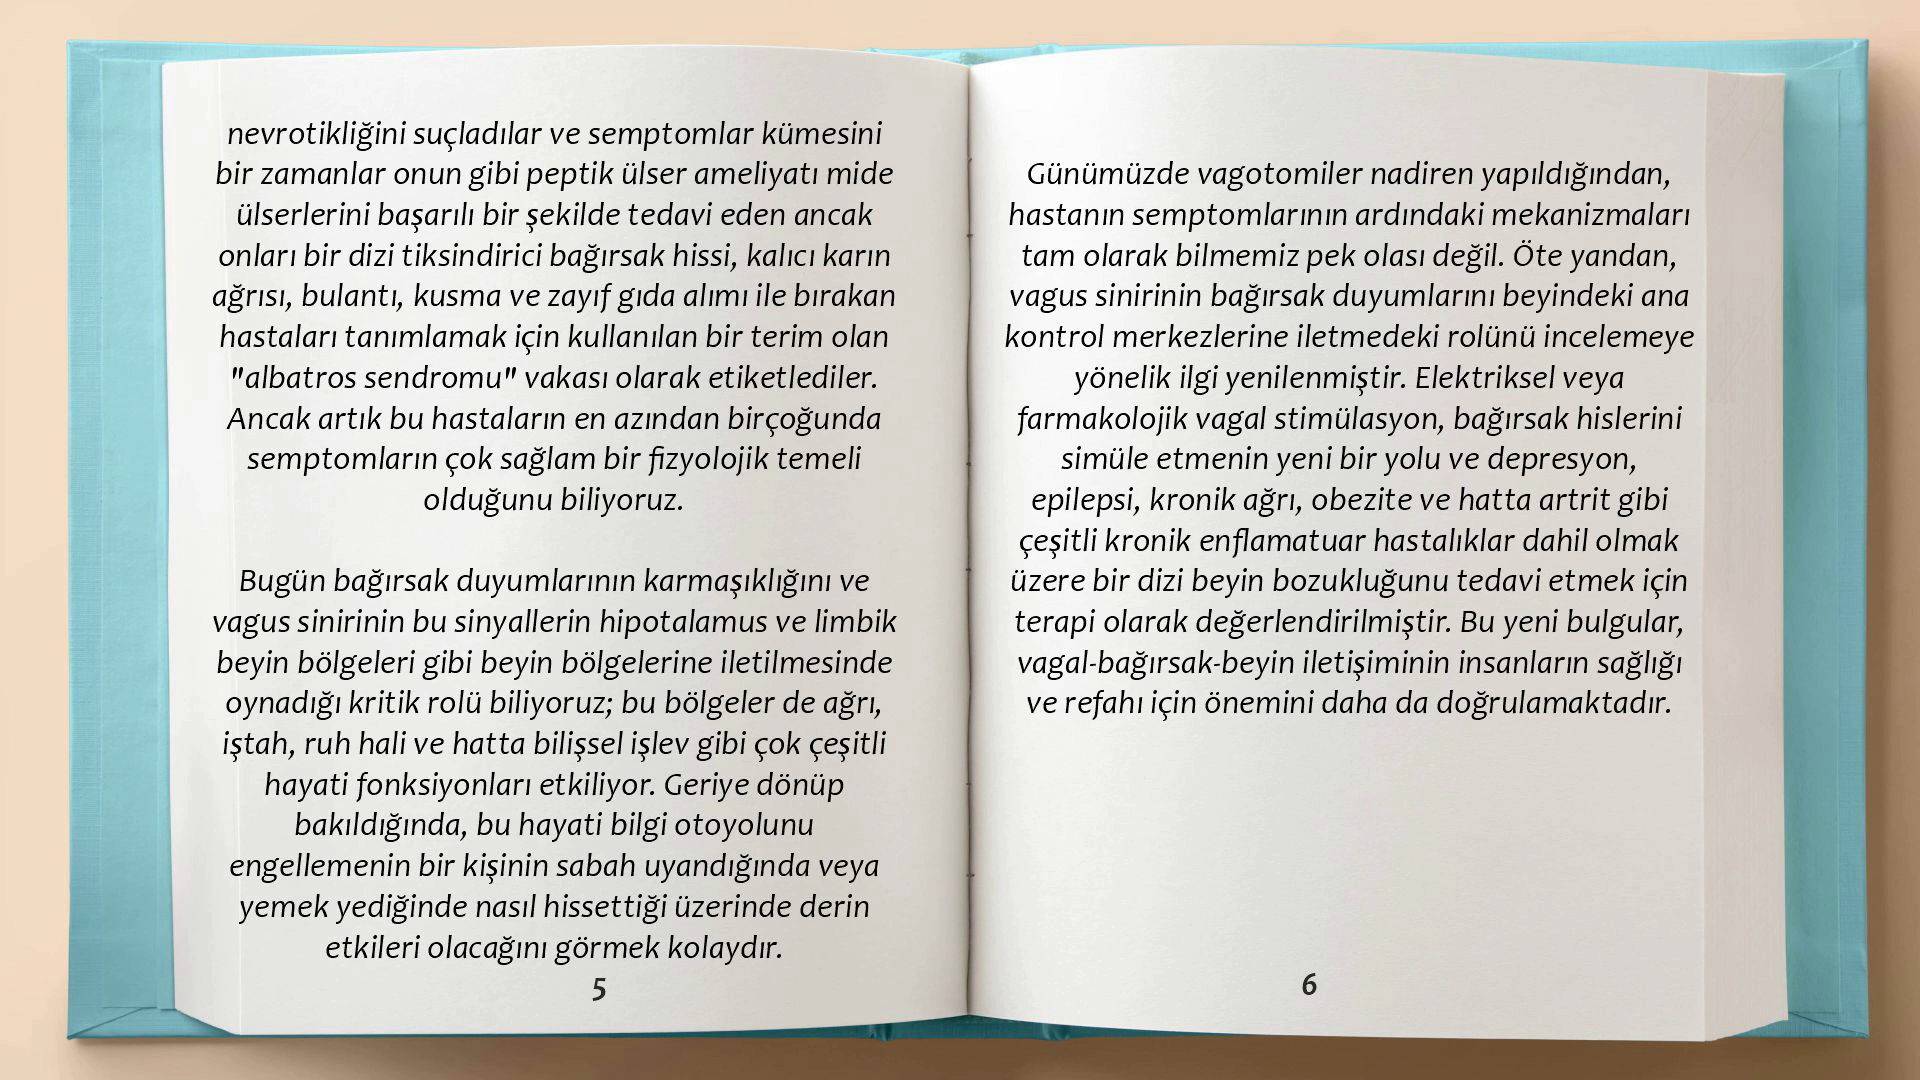 nevrotikliğini suçladılar ve semptomlar kümesini
bir zamanlar onun gibi peptik ülser ameliyatı mide
ülserlerini başarılı bir şekilde tedavi eden ancak
onları bir dizi tiksindirici bağırsak hissi, kalıcı karın
ağrısı, bulantı, kusma ve zayıf gıda alımı ile bırakan
hastaları tanımlamak için kullanılan bir terim olan
"albatros sendromu" vakası olarak etiketlediler.
Ancak artık bu hastaların en azından birçoğunda
semptomların çok sağlam bir fizyolojik temeli
olduğunu biliyoruz.
Bugün bağırsak duyumlarının karmaşıklığını ve
vagus sinirinin bu sinyallerin hipotalamus ve limbik
beyin bölgeleri gibi beyin bölgelerine iletilmesinde
oynadığı kritik rolü biliyoruz; bu bölgeler de ağrı,
iştah, ruh hali ve hatta bilişsel işlev gibi çok çeşitli
hayati fonksiyonları etkiliyor. Geriye dönüp
bakıldığında, bu hayati bilgi otoyolunu
engellemenin bir kişinin sabah uyandığında veya
yemek yediğinde nasıl hissettiği üzerinde derin
etkileri olacağını görmek kolaydır.
5
Günümüzde vagotomiler nadiren yapıldığından,
hastanın semptomlarının ardındaki mekanizmaları
tam olarak bilmemiz pek olası değil. Öte yandan,
vagus sinirinin bağırsak duyumlarını beyindeki ana
kontrol merkezlerine iletmedeki rolünü incelemeye
yönelik ilgi yenilenmiştir. Elektriksel veya
farmakolojik vagal stimülasyon, bağırsak hislerini
simüle etmenin yeni bir yolu ve depresyon,
epilepsi, kronik ağrı, obezite ve hatta artrit gibi
çeşitli kronik enflamatuar hastalıklar dahil olmak
üzere bir dizi beyin bozukluğunu tedavi etmek için
terapi olarak değerlendirilmiştir. Bu yeni bulgular,
vagal-bağırsak-beyin iletişiminin insanların sağlığı
ve refahı için önemini daha da doğrulamaktadır.
6